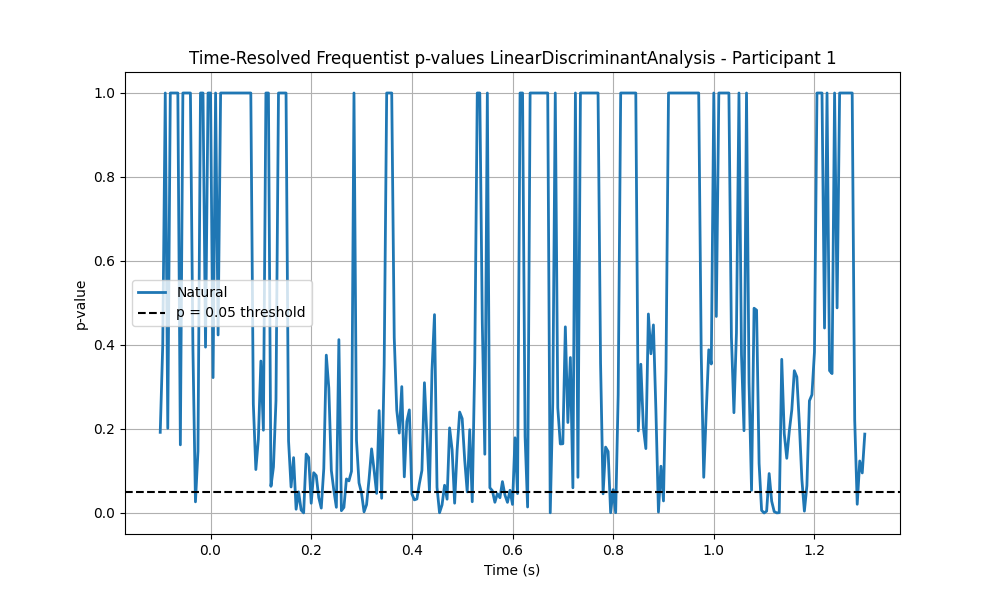 Time-Resolved Frequentist p-values LinearDiscriminantAnalysis - Participant 1
1.0
0.8
0.6
0.4
0.2
0.0
p-value
Natural
p = 0.05 threshold
0.0 0.2 0.4 0.6 0.8 1.0 1.2
Time (s)